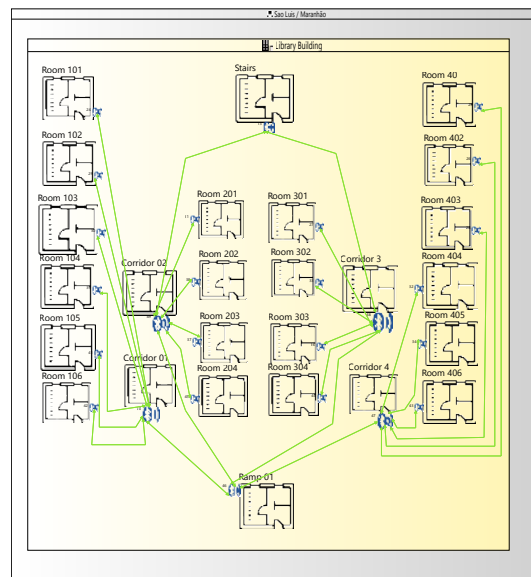 Sao Luis / Maranhão
Library Building
Room 101
Stairs
Room 40
Room 102
Room 402
Room 103
Room 201
Room 301
Room 403
Room 104
Corridor 02
Room 202
Room 302
Corridor 3
Room 404
Room 105
Room 203
Room 303
Room 405
Room 106
Corridor 01
Room 204
Room 304
Corridor 4
Room 406
Ramp 01